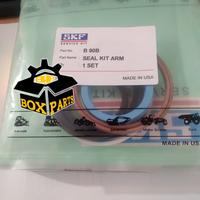 SKF
SERVICE KIT
Part No. B 90B
Part Name SEAL KIT ARM
1 SET
MADE IN USA
BOX PARTS
MADE IN